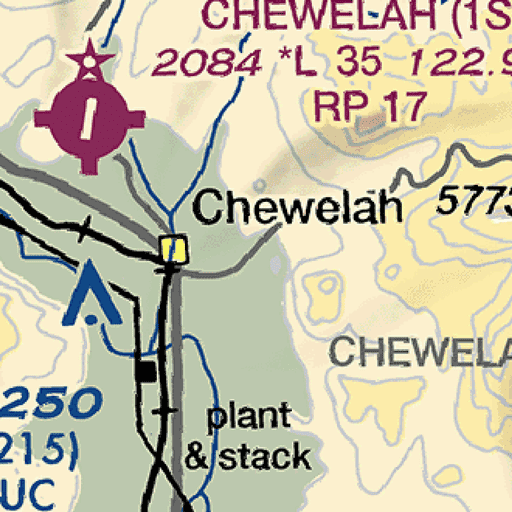 CHEWELAH (1S
2084 *L 35 122.9
RP 17
Chewelah
5773
CHEWELA
250
215)
UC
plant
& stack